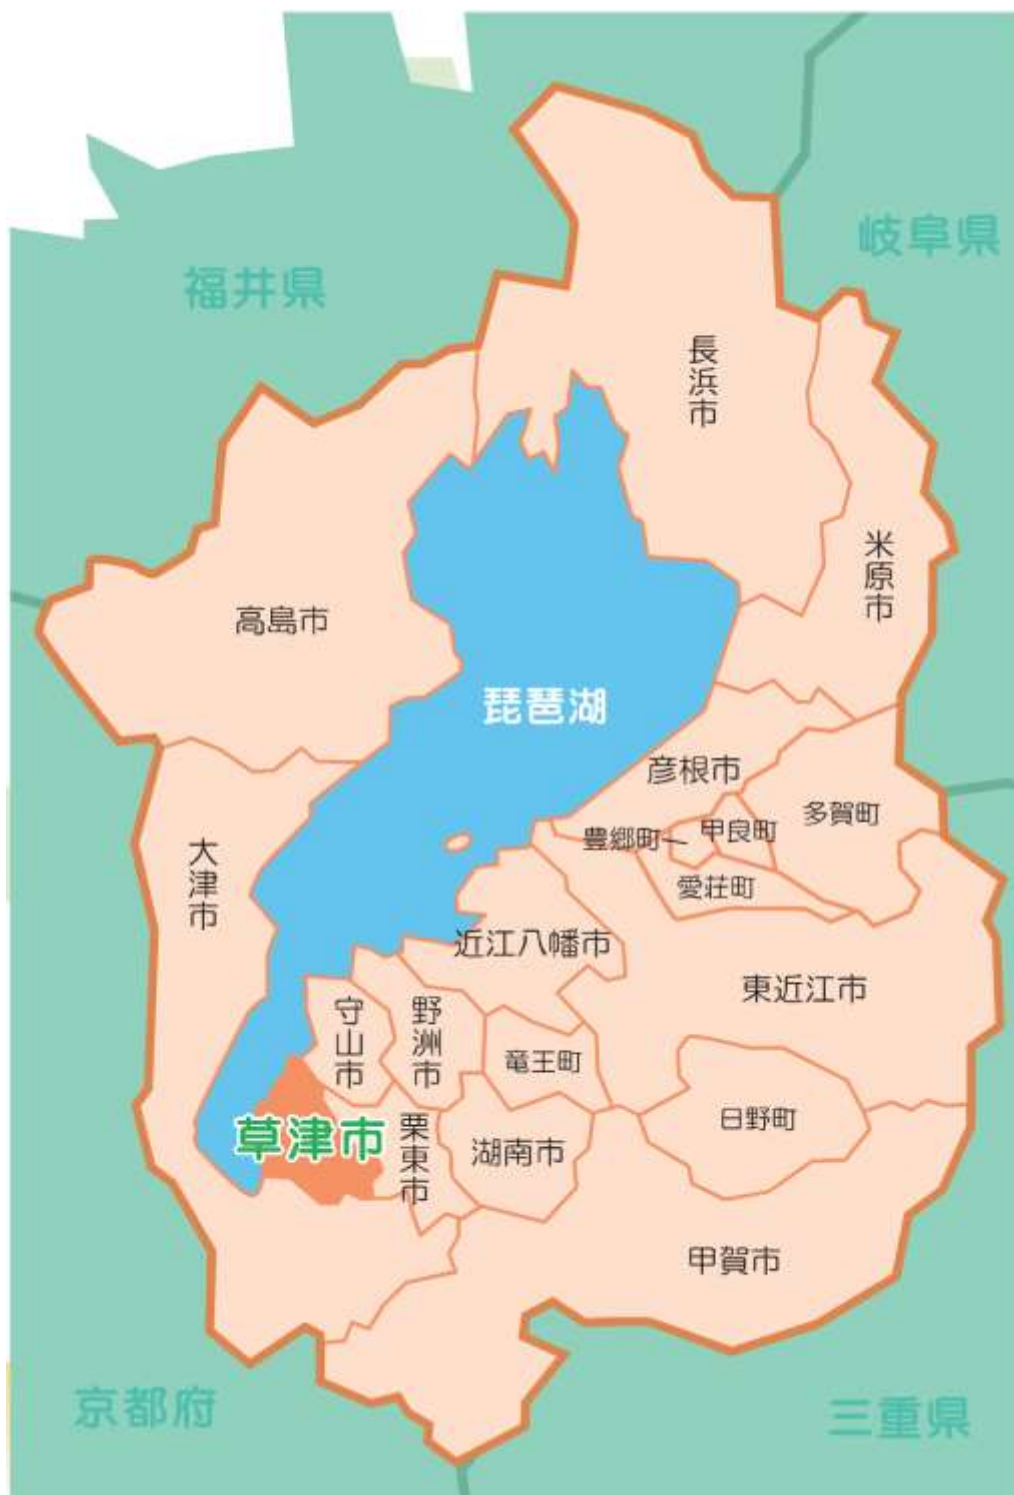 岐阜県
福井県
長浜市
米原市
高島市
琵琶湖
彦根市
多賀町
豊郷町
甲良町
大津市
愛荘町
近江八幡市
東近江市
守山市
野洲市
竜王町
日野町
草津市
栗東市
湖南市
甲賀市
京都府
三重県